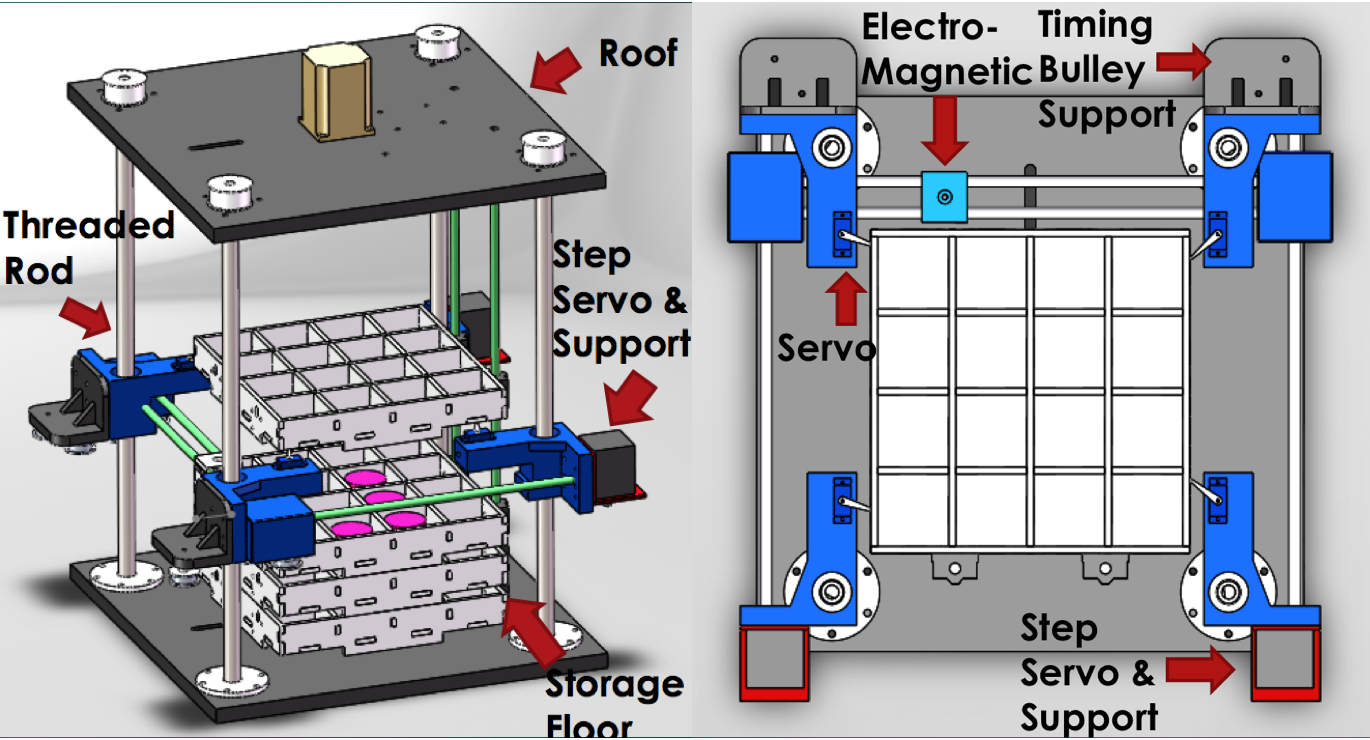 Roof
Threaded
Rod
Step
Servo &
Support
Storage
Floor
Electro-
Magnetic
Timing
Bulley
Support
Servo
Step
Servo &
Support